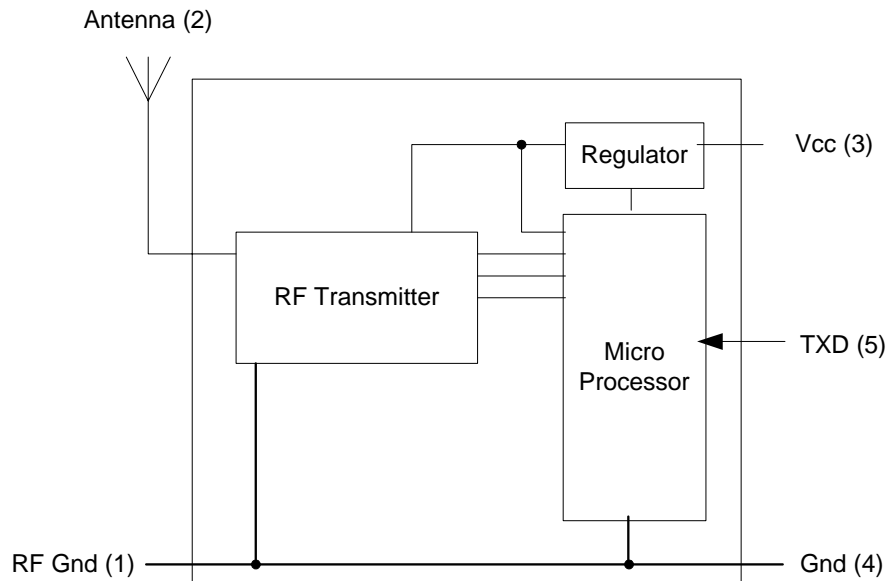 Antenna (2)
Regulator
Vcc (3)
RF Transmitter
Micro
Processor
TXD (5)
RF Gnd (1)
Gnd (4)